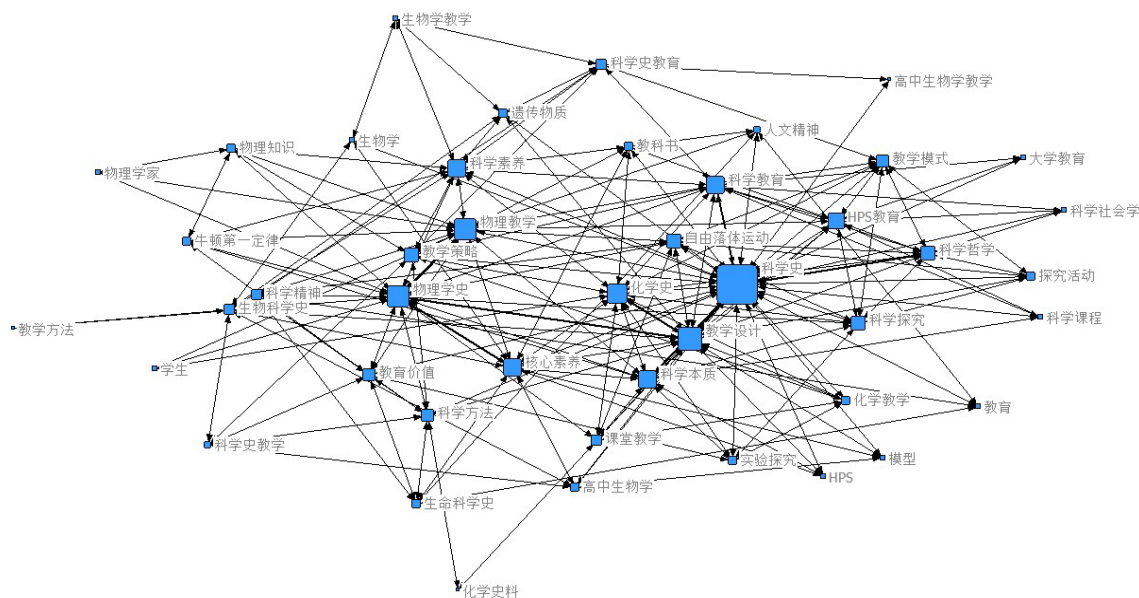 生物学教学
科学史教育
高中生物学教学
遗传物质
人文精神
生物学
物理知识
教科书
大学教育
教学模式
科学素养
物理学家
科学教育
科学社会学
HPS教育
物理教学
牛顿第一定律
自由落体运动
教学策略
科学哲学
科学史
探究活动
化学史
科学精神
物理学史
生物科学史
科学课程
科学探究
教学方法
教学设计
核心素养
学生
教育价值
科学本质
化学教学
教育
科学方法
课堂教学
科学史教学
实验探究
模型
HPS
高中生物学
生命科学史
化学史料